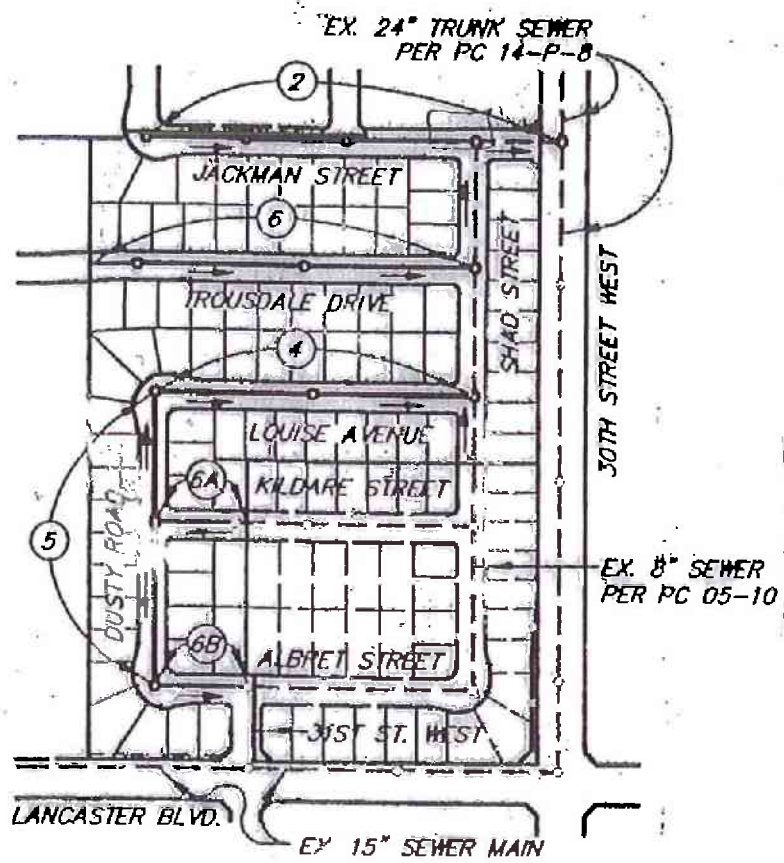 EX. 24" TRUNK SEWER
PER PC 14-P-8
2
JACKMAN STREET
6
TROUSDALE DRIVE
SHAD STREET
30TH STREET WEST
4
LOUISE AVENUE
6A
KILDARE STREET
DUSTY ROAD
5
EX. 8" SEWER
PER PC 05-10
6B
ALBRET STREET
31ST ST. WEST
LANCASTER BLVD.
EX 15" SEWER MAIN